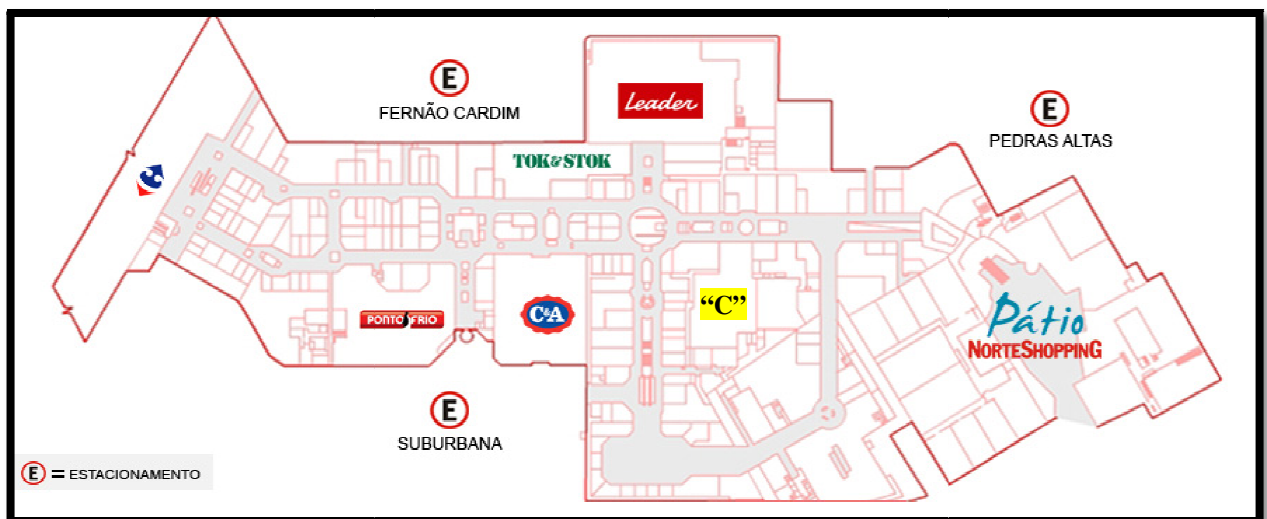 E
FERNÃO CARDIM
Leader
E
PEDRAS ALTAS
TOK&STOK
PONTO FRIO
C&A
“C”
Pátio
NORTESHOPPING
E
SUBURBANA
E = ESTACIONAMENTO